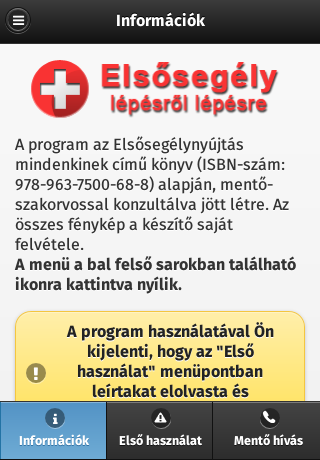 Információk
Elsősegély
lépésről lépésre
A program az Elsősegélynyújtás
mindenkinek című könyv (ISBN-szám:
978-963-7500-68-8) alapján, mentő-
szakorvossal konzultálva jött létre. Az
összes fénykép a készítő saját
felvétele.
A menü a bal felső sarokban található
ikonra kattintva nyílik.
A program használatával Ön
kijelenti, hogy az "Első
használat" menüpontban
leírtakat elolvasta és
Információk
Első használat
Mentő hívás